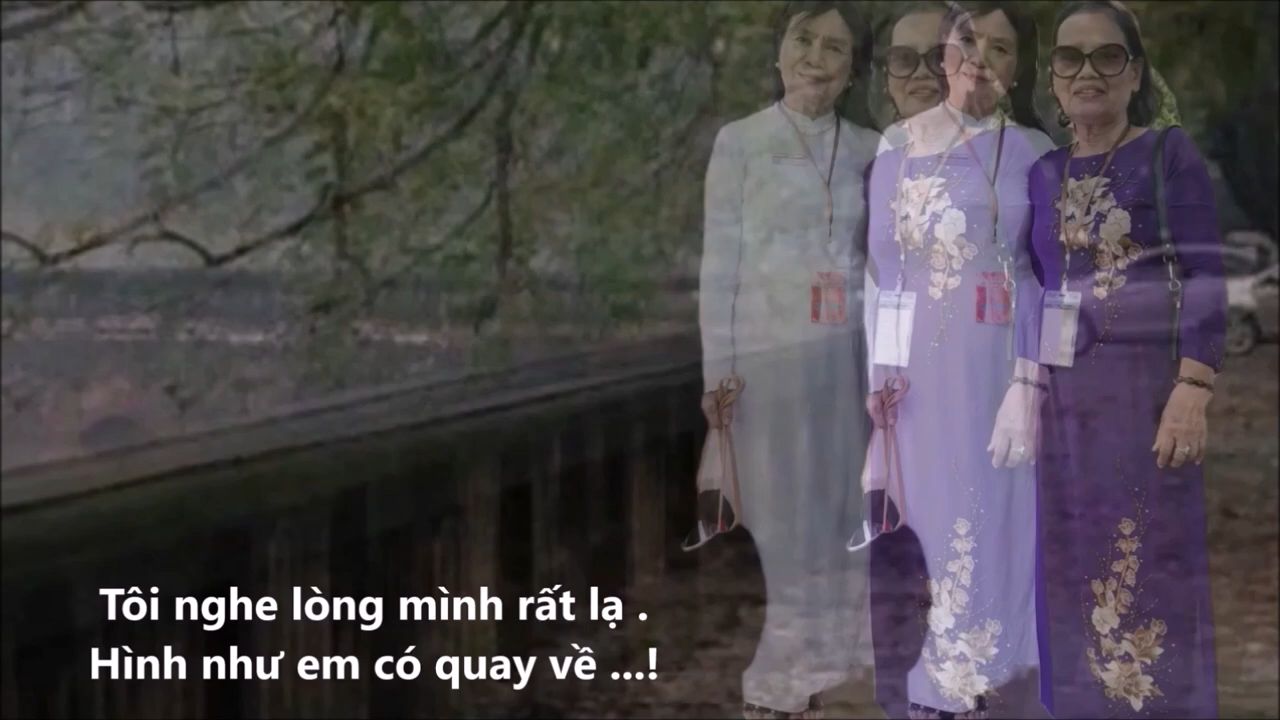 Tôi nghe lòng mình rất lạ .
Hình như em có quay về ...!